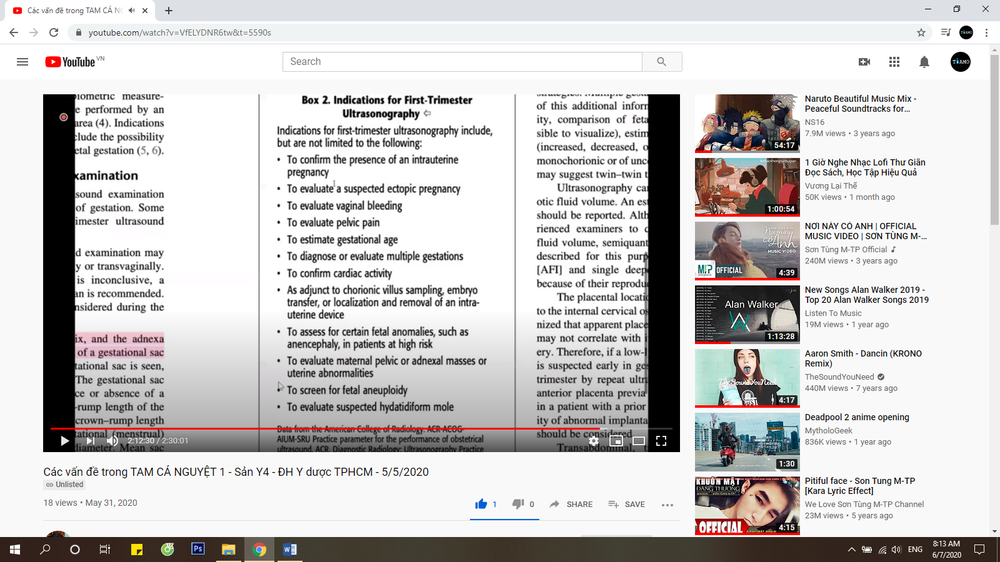 Các vấn đề trong TAM CÁ NG
youtube.com/watch?v=VfELYDNR6tw&t=5590s
YouTube VN
Search
TIAMO
iometric measure-
e performed by an
area (4). Indications
clude the possibility
etal gestation (5, 6).
xamination
sound examination
of gestation. Some
imester ultrasound
d examination may
y or transvaginally.
is inconclusive, a
an is recommended.
nsidered during the
ix, and the adnexa
of a gestational sac
tational sac is seen,
The gestational sac
ce or absence of a
-rump length of the
crown–rump length
tational (menstrual)
diameter. Mean sac
Box 2. Indications for First-Trimester
Ultrasonography ⇦
Indications for first-trimester ultrasonography include,
but are not limited to the following:
• To confirm the presence of an intrauterine
pregnancy
• To evaluate a suspected ectopic pregnancy
• To evaluate vaginal bleeding
• To evaluate pelvic pain
• To estimate gestational age
• To diagnose or evaluate multiple gestations
• To confirm cardiac activity
• As adjunct to chorionic villus sampling, embryo
transfer, or localization and removal of an intra-
uterine device
• To assess for certain fetal anomalies, such as
anencephaly, in patients at high risk
• To evaluate maternal pelvic or adnexal masses or
uterine abnormalities
• To screen for fetal aneuploidy
• To evaluate suspected hydatidiform mole
Data from the American College of Radiology. ACR-ACOG-
AIUM-SRU Practice parameter for the performance of obstetrical
ultrasound. ACR. Diagnostic Radiology: Ultrasonography Practice
strategies. Multiple gest
of this additional inforn
ity, comparison of feta
sible to visualize), estim
(increased, decreased, o
monochorionic or of unc
may suggest twin–twin t
Ultrasonography ca
otic fluid volume. An est
should be reported. Alth
rienced examiners to d
fluid volume, semiquant
described for this purp
[AFI] and single deep
because of their reprodu
The placental locati
to the internal cervical os
nized that apparent place
may not correlate with i
ery. Therefore, if a low-l
is suspected early in ges
trimester by repeat ultra
anterior placenta previa
in a patient with a prior
ity of abnormal implanta
should be considered
Transabdominal, t
2:12:30 / 2:30:01
Các vấn đề trong TAM CÁ NGUYỆT 1 - Sản Y4 - ĐH Y dược TPHCM - 5/5/2020
Unlisted
18 views • May 31, 2020
1 0 SHARE SAVE
Naruto Beautiful Music Mix -
Peaceful Soundtracks for...
NS16
7.9M views • 3 years ago
54:17
1 Giờ Nghe Nhạc Lofi Thư Giãn
Đọc Sách, Học Tập Hiệu Quả
Vương Lại Thế
50K views • 1 month ago
1:00:54
NƠI NÀY CÓ ANH | OFFICIAL
MUSIC VIDEO | SƠN TÙNG M-...
Sơn Tùng M-TP Official
240M views • 3 years ago
Nơi này có Anh
MUSIC VIDEO
OFFICIAL
4:39
New Songs Alan Walker 2019 -
Top 20 Alan Walker Songs 2019
Listen To Music
19M views • 1 year ago
Alan Walker
1:13:28
Aaron Smith - Dancin (KRONO
Remix)
TheSoundYouNeed
440M views • 7 years ago
TheSoundYouNeed
4:17
Deadpool 2 anime opening
MytholoGeek
836K views • 1 year ago
1:30
Pitiful face - Son Tung M-TP
[Kara Lyric Effect]
We Love Sơn Tùng M-TP Channel
23M views • 5 years ago
KHUÔN MẶT
ĐÁNG THƯƠNG
OFFICIAL
4:15
Ps
ENG
8:13 AM
6/7/2020